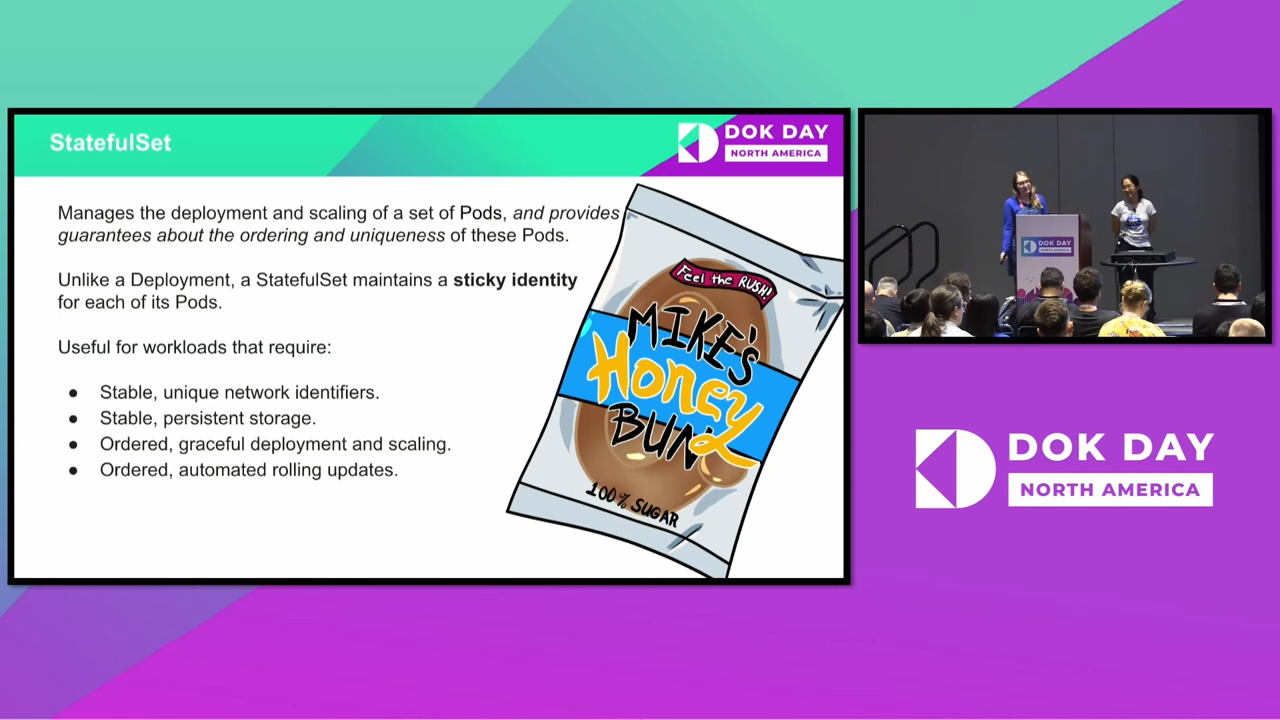 StatefulSet
DOK DAY
NORTH AMERICA
Manages the deployment and scaling of a set of Pods, and provides
guarantees about the ordering and uniqueness of these Pods.
Unlike a Deployment, a StatefulSet maintains a sticky identity
for each of its Pods.
Useful for workloads that require:
● Stable, unique network identifiers.
● Stable, persistent storage.
● Ordered, graceful deployment and scaling.
● Ordered, automated rolling updates.
Feel the RUSH!
MIKE'S
Honey
BUN
100% SUGAR
DOK DAY
NORTH AMERICA
DOK DAY
NORTH AMERICA